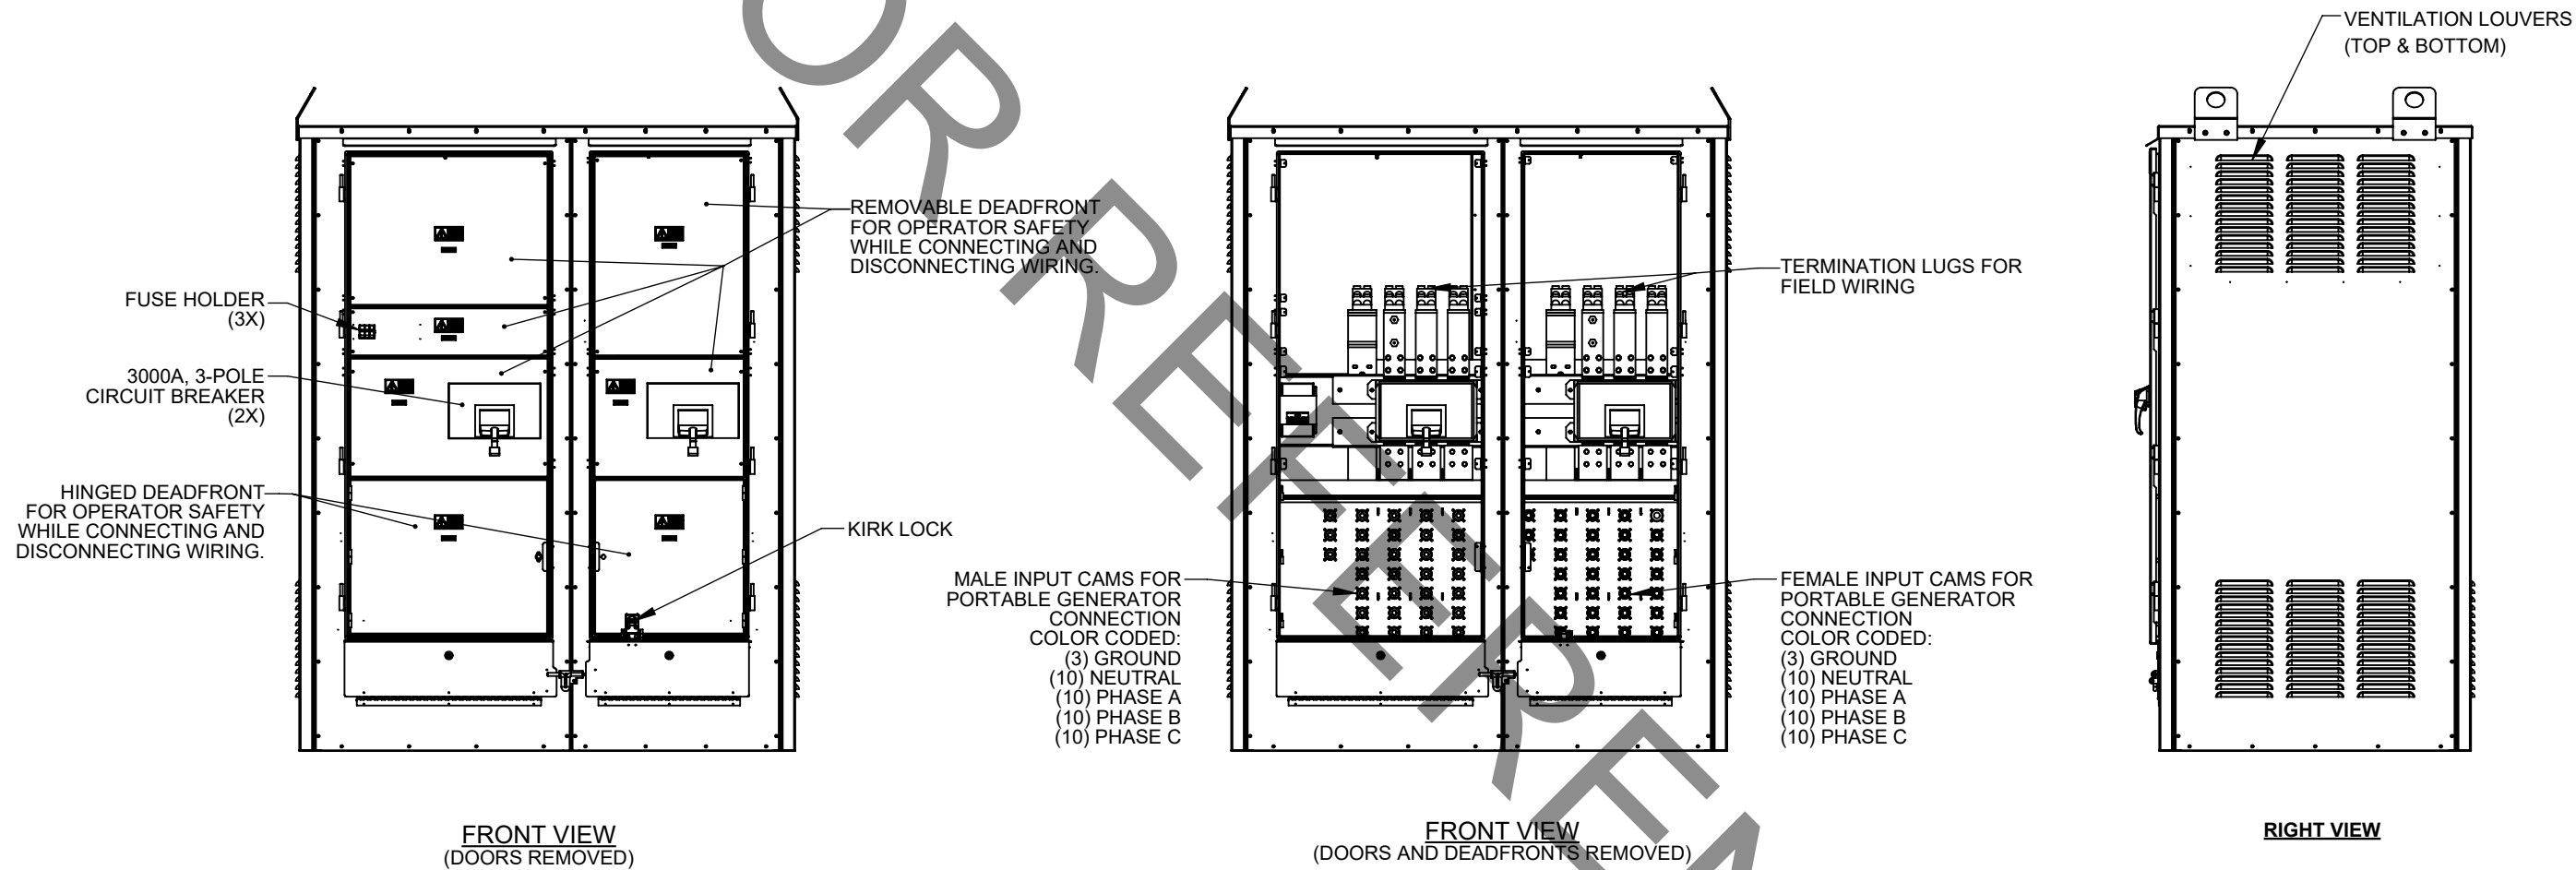 VENTILATION LOUVERS
(TOP & BOTTOM)
REMOVABLE DEADFRONT
FOR OPERATOR SAFETY
WHILE CONNECTING AND
DISCONNECTING WIRING.
FUSE HOLDER
(3X)
3000A, 3-POLE
CIRCUIT BREAKER
(2X)
HINGED DEADFRONT
FOR OPERATOR SAFETY
WHILE CONNECTING AND
DISCONNECTING WIRING.
KIRK LOCK
FRONT VIEW
(DOORS REMOVED)
TERMINATION LUGS FOR
FIELD WIRING
MALE INPUT CAMS FOR
PORTABLE GENERATOR
CONNECTION
COLOR CODED:
(3) GROUND
(10) NEUTRAL
(10) PHASE A
(10) PHASE B
(10) PHASE C
FEMALE INPUT CAMS FOR
PORTABLE GENERATOR
CONNECTION
COLOR CODED:
(3) GROUND
(10) NEUTRAL
(10) PHASE A
(10) PHASE B
(10) PHASE C
FRONT VIEW
(DOORS AND DEADFRONTS REMOVED)
RIGHT VIEW